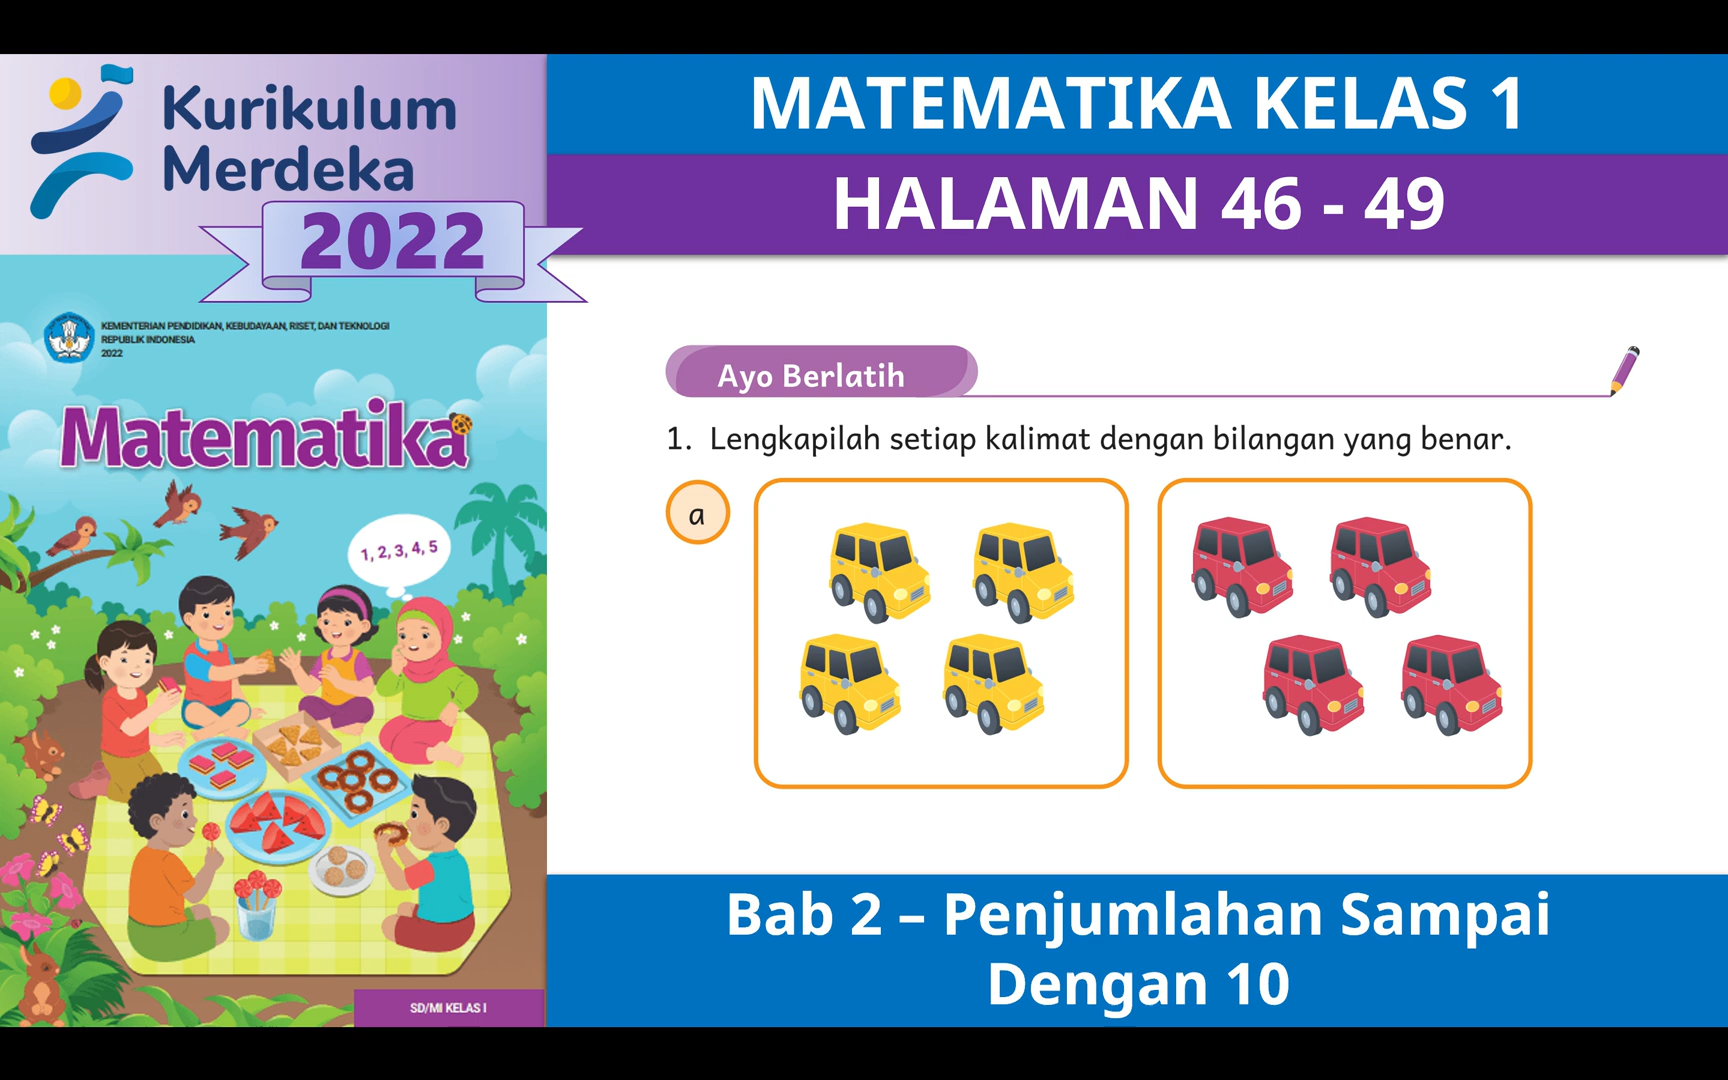 Kurikulum
Merdeka
2022
MATEMATIKA KELAS 1
HALAMAN 46 - 49
KEMENTERIAN PENDIDIKAN, KEBUDAYAAN, RISET, DAN TEKNOLOGI
REPUBLIK INDONESIA
2022
Matematika
1, 2, 3, 4, 5
SD/MI KELAS I
Ayo Berlatih
1. Lengkapilah setiap kalimat dengan bilangan yang benar.
a
Bab 2 – Penjumlahan Sampai
Dengan 10